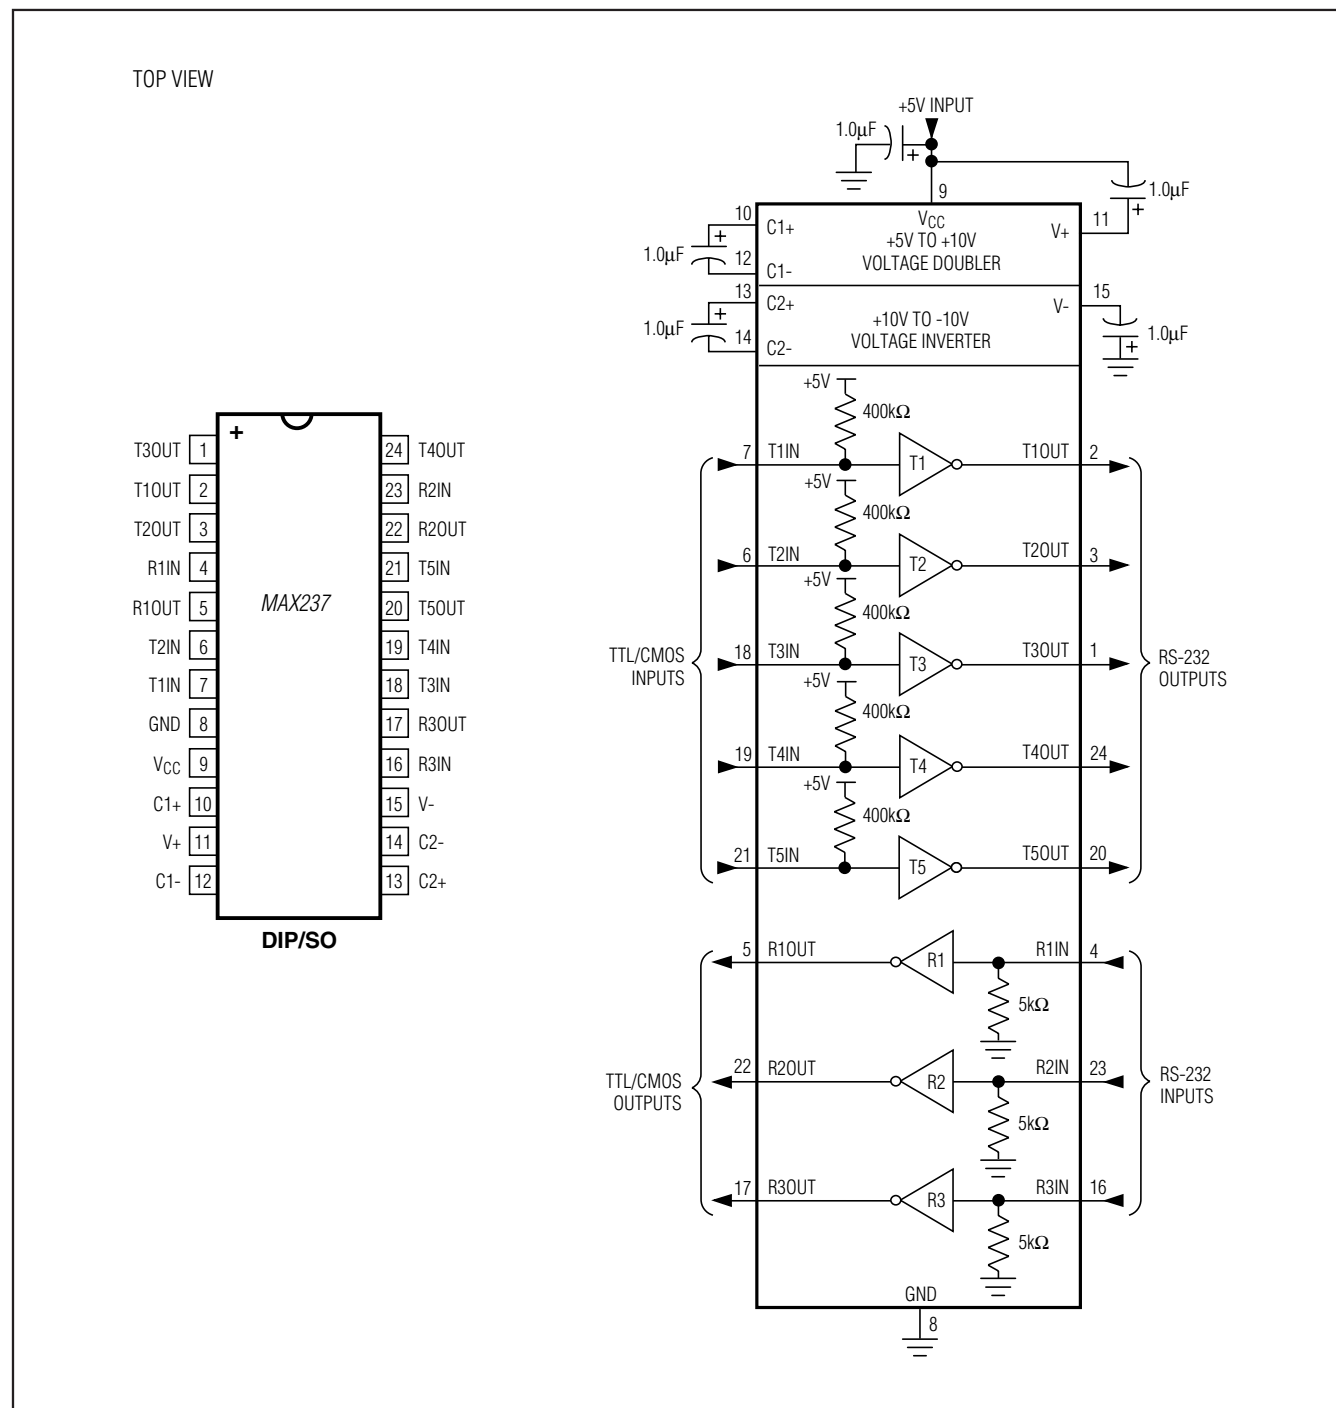 TOP VIEW
+5V INPUT
1.0µF
+
9
1.0µF
+
10
C1+
VCC
+5V TO +10V
VOLTAGE DOUBLER
V+
11
1.0µF
+
12
C1-
13
C2+
+10V TO -10V
VOLTAGE INVERTER
V-
15
1.0µF
+
14
C2-
1.0µF
+
+5V
400kΩ
7
T1IN
T1
T1OUT
2
+5V
400kΩ
6
T2IN
T2
T2OUT
3
+5V
400kΩ
TTL/CMOS
INPUTS
18
T3IN
T3
T3OUT
1
RS-232
OUTPUTS
+5V
400kΩ
19
T4IN
T4
T4OUT
24
+5V
400kΩ
21
T5IN
T5
T5OUT
20
5
R1OUT
R1
R1IN
4
5kΩ
TTL/CMOS
OUTPUTS
22
R2OUT
R2
R2IN
23
RS-232
INPUTS
5kΩ
17
R3OUT
R3
R3IN
16
5kΩ
GND
8
+
T3OUT 1 24 T4OUT
T1OUT 2 23 R2IN
T2OUT 3 22 R2OUT
R1IN 4 21 T5IN
R1OUT 5 MAX237 20 T5OUT
T2IN 6 19 T4IN
T1IN 7 18 T3IN
GND 8 17 R3OUT
VCC 9 16 R3IN
C1+ 10 15 V-
V+ 11 14 C2-
C1- 12 13 C2+
DIP/SO